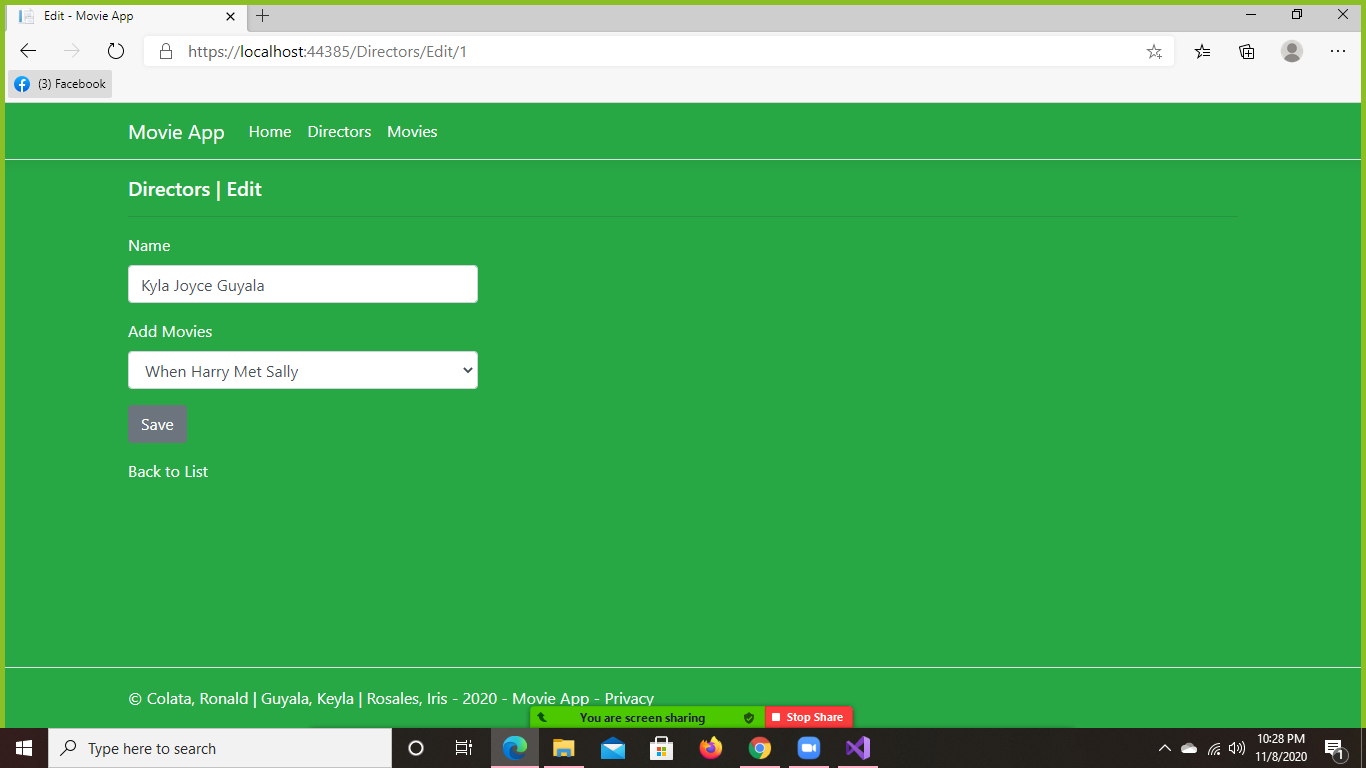 Edit - Movie App
https://localhost:44385/Directors/Edit/1
(3) Facebook
Movie App Home Directors Movies
Directors | Edit
Name
Kyla Joyce Guyala
Add Movies
When Harry Met Sally
Save
Back to List
© Colata, Ronald | Guyala, Keyla | Rosales, Iris - 2020 - Movie App - Privacy
You are screen sharing Stop Share
Type here to search
10:28 PM
11/8/2020
1